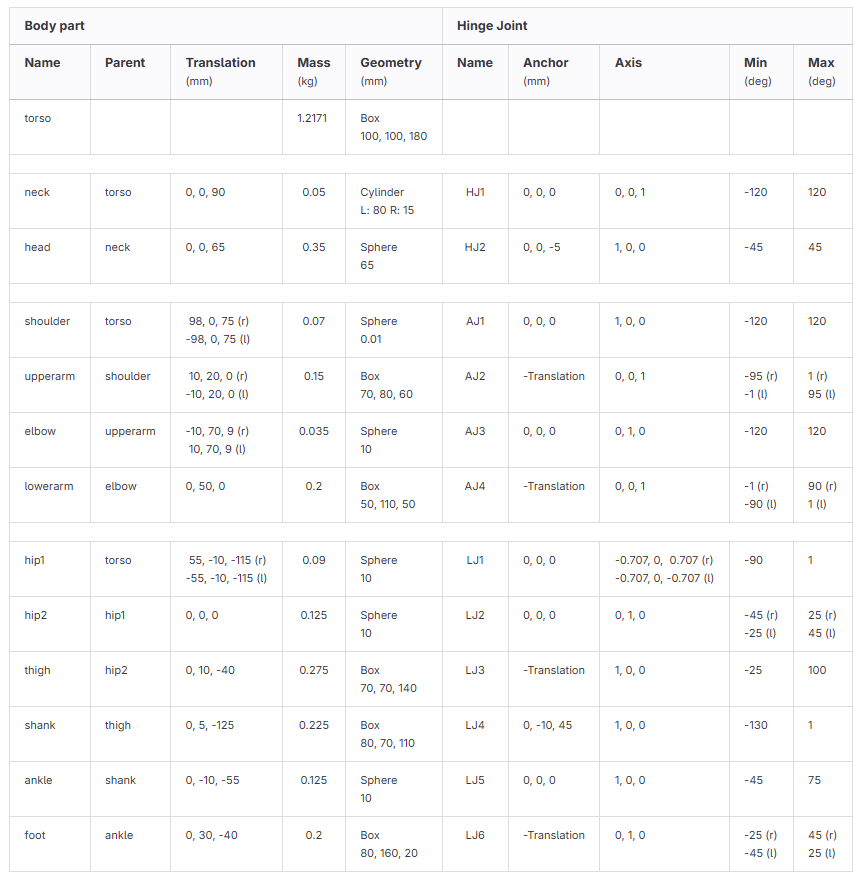 Body part Hinge Joint
Name Parent Translation Mass Geometry Name Anchor Axis Min Max
(mm) (kg) (mm) (mm) (deg) (deg)
torso 1.2171 Box
100, 100, 180
neck torso 0, 0, 90 0.05 Cylinder HJ1 0, 0, 0 0, 0, 1 -120 120
L: 80 R: 15
head neck 0, 0, 65 0.35 Sphere HJ2 0, 0, -5 1, 0, 0 -45 45
65
shoulder torso 98, 0, 75 (r) 0.07 Sphere AJ1 0, 0, 0 1, 0, 0 -120 120
-98, 0, 75 (l) 0.01
upperarm shoulder 10, 20, 0 (r) 0.15 Box AJ2 -Translation 0, 0, 1 -95 (r) 1 (r)
-10, 20, 0 (l) 70, 80, 60 -1 (l) 95 (l)
elbow upperarm -10, 70, 9 (r) 0.035 Sphere AJ3 0, 0, 0 0, 1, 0 -120 120
10, 70, 9 (l) 10
lowerarm elbow 0, 50, 0 0.2 Box AJ4 -Translation 0, 0, 1 -1 (r) 90 (r)
50, 110, 50 -90 (l) 1 (l)
hip1 torso 55, -10, -115 (r) 0.09 Sphere LJ1 0, 0, 0 -0.707, 0, 0.707 (r) -90 1
-55, -10, -115 (l) 10 -0.707, 0, -0.707 (l)
hip2 hip1 0, 0, 0 0.125 Sphere LJ2 0, 0, 0 0, 1, 0 -45 (r) 25 (r)
10 -25 (l) 45 (l)
thigh hip2 0, 10, -40 0.275 Box LJ3 -Translation 1, 0, 0 -25 100
70, 70, 140
shank thigh 0, 5, -125 0.225 Box LJ4 0, -10, 45 1, 0, 0 -130 1
80, 70, 110
ankle shank 0, -10, -55 0.125 Sphere LJ5 0, 0, 0 1, 0, 0 -45 75
10
foot ankle 0, 30, -40 0.2 Box LJ6 -Translation 0, 1, 0 -25 (r) 45 (r)
80, 160, 20 -45 (l) 25 (l)